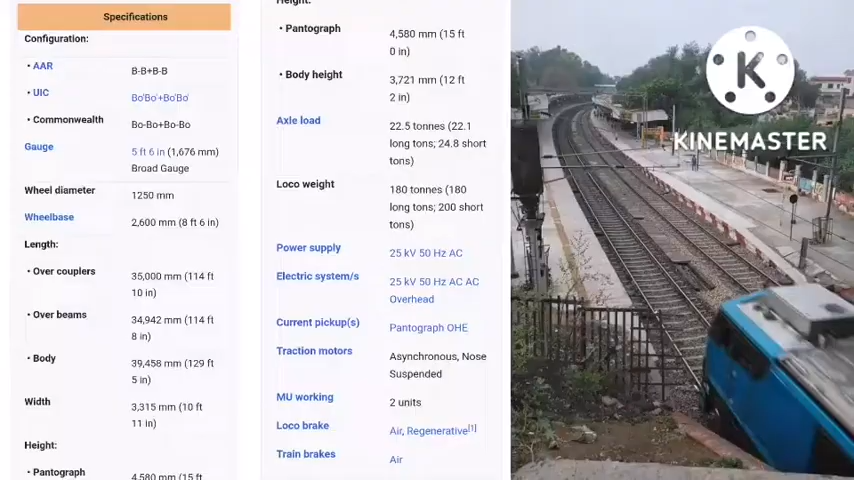 Specifications
Configuration:
• AAR B-B+B-B
• UIC Bo'Bo'+Bo'Bo'
• Commonwealth Bo-Bo+Bo-Bo
Gauge 5 ft 6 in (1,676 mm)
Broad Gauge
Wheel diameter 1250 mm
Wheelbase 2,600 mm (8 ft 6 in)
Length:
• Over couplers 35,000 mm (114 ft
10 in)
• Over beams 34,942 mm (114 ft
8 in)
• Body 39,458 mm (129 ft
5 in)
Width 3,315 mm (10 ft
11 in)
Height:
• Pantograph 4,580 mm (15 ft
Height:
• Pantograph 4,580 mm (15 ft
0 in)
• Body height 3,721 mm (12 ft
2 in)
Axle load 22.5 tonnes (22.1
long tons; 24.8 short
tons)
Loco weight 180 tonnes (180
long tons; 200 short
tons)
Power supply 25 kV 50 Hz AC
Electric system/s 25 kV 50 Hz AC AC
Overhead
Current pickup(s) Pantograph OHE
Traction motors Asynchronous, Nose
Suspended
MU working 2 units
Loco brake Air, Regenerative[1]
Train brakes Air
K
KINEMASTER